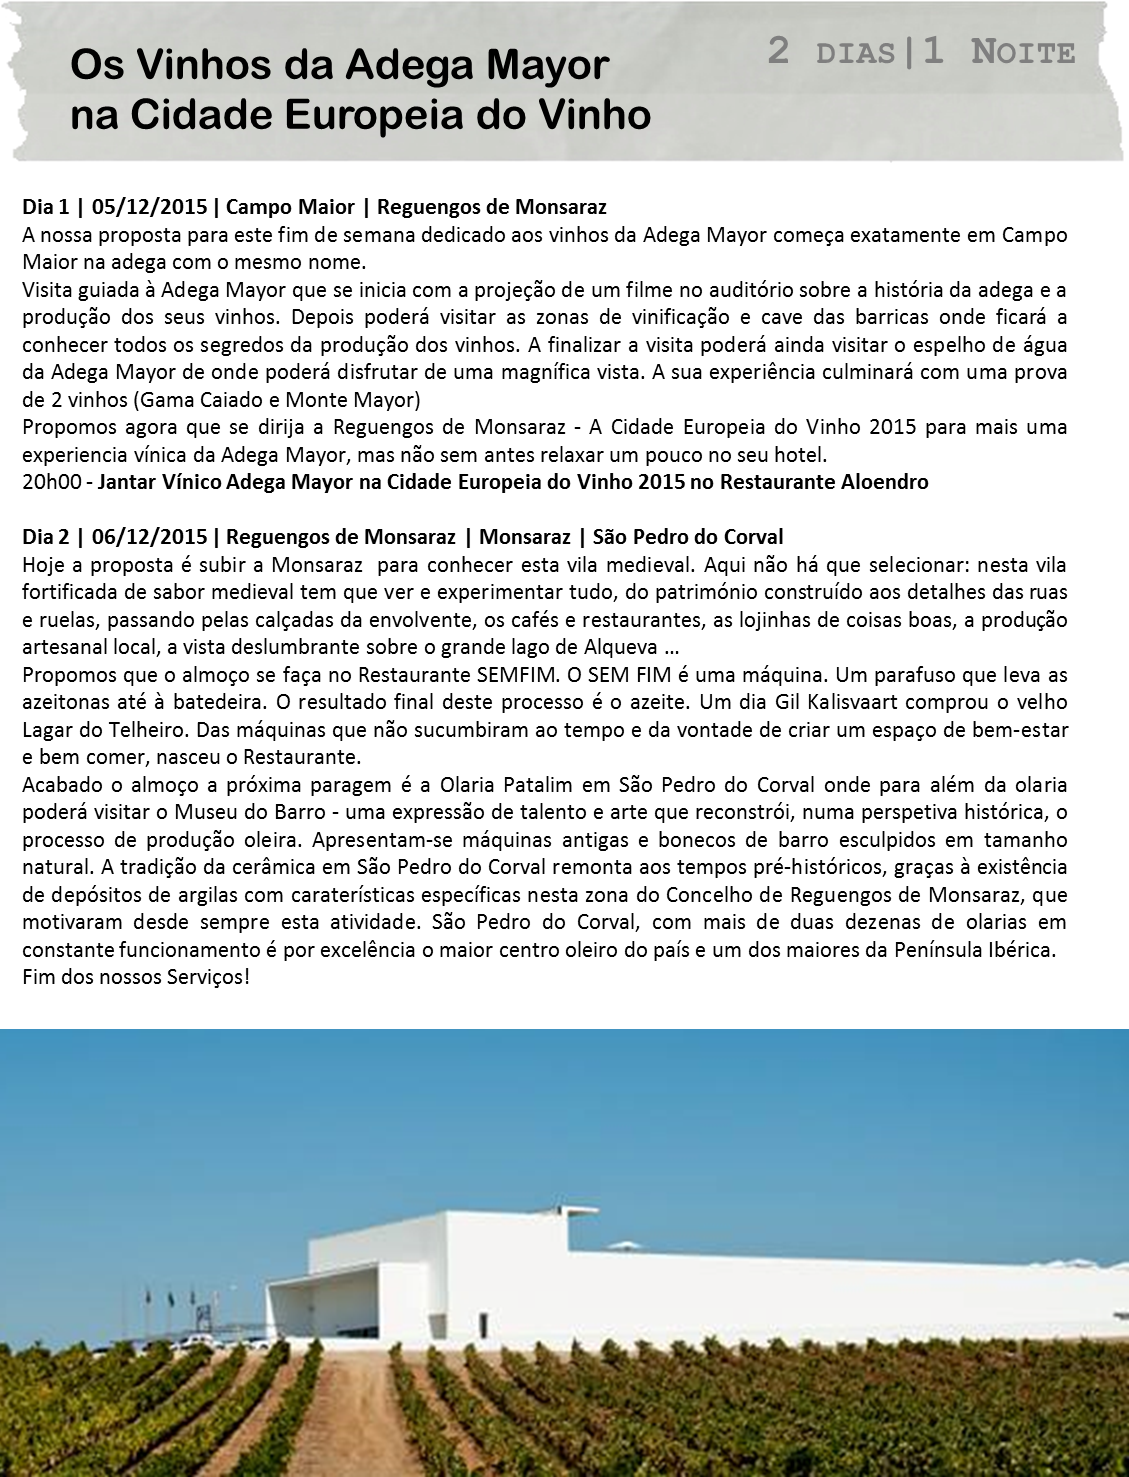 Os Vinhos da Adega Mayor
na Cidade Europeia do Vinho
2 DIAS|1 NOITE
Dia 1 | 05/12/2015 | Campo Maior | Reguengos de Monsaraz
A nossa proposta para este fim de semana dedicado aos vinhos da Adega Mayor começa exatamente em Campo
Maior na adega com o mesmo nome.
Visita guiada à Adega Mayor que se inicia com a projeção de um filme no auditório sobre a história da adega e a
produção dos seus vinhos. Depois poderá visitar as zonas de vinificação e cave das barricas onde ficará a
conhecer todos os segredos da produção dos vinhos. A finalizar a visita poderá ainda visitar o espelho de água
da Adega Mayor de onde poderá disfrutar de uma magnífica vista. A sua experiência culminará com uma prova
de 2 vinhos (Gama Caiado e Monte Mayor)
Propomos agora que se dirija a Reguengos de Monsaraz - A Cidade Europeia do Vinho 2015 para mais uma
experiencia vínica da Adega Mayor, mas não sem antes relaxar um pouco no seu hotel.
20h00 - Jantar Vínico Adega Mayor na Cidade Europeia do Vinho 2015 no Restaurante Aloendro
Dia 2 | 06/12/2015 | Reguengos de Monsaraz | Monsaraz | São Pedro do Corval
Hoje a proposta é subir a Monsaraz para conhecer esta vila medieval. Aqui não há que selecionar: nesta vila
fortificada de sabor medieval tem que ver e experimentar tudo, do património construído aos detalhes das ruas
e ruelas, passando pelas calçadas da envolvente, os cafés e restaurantes, as lojinhas de coisas boas, a produção
artesanal local, a vista deslumbrante sobre o grande lago de Alqueva …
Propomos que o almoço se faça no Restaurante SEMFIM. O SEM FIM é uma máquina. Um parafuso que leva as
azeitonas até à batedeira. O resultado final deste processo é o azeite. Um dia Gil Kalisvaart comprou o velho
Lagar do Telheiro. Das máquinas que não sucumbiram ao tempo e da vontade de criar um espaço de bem-estar
e bem comer, nasceu o Restaurante.
Acabado o almoço a próxima paragem é a Olaria Patalim em São Pedro do Corval onde para além da olaria
poderá visitar o Museu do Barro - uma expressão de talento e arte que reconstrói, numa perspetiva histórica, o
processo de produção oleira. Apresentam-se máquinas antigas e bonecos de barro esculpidos em tamanho
natural. A tradição da cerâmica em São Pedro do Corval remonta aos tempos pré-históricos, graças à existência
de depósitos de argilas com caraterísticas específicas nesta zona do Concelho de Reguengos de Monsaraz, que
motivaram desde sempre esta atividade. São Pedro do Corval, com mais de duas dezenas de olarias em
constante funcionamento é por excelência o maior centro oleiro do país e um dos maiores da Península Ibérica.
Fim dos nossos Serviços!